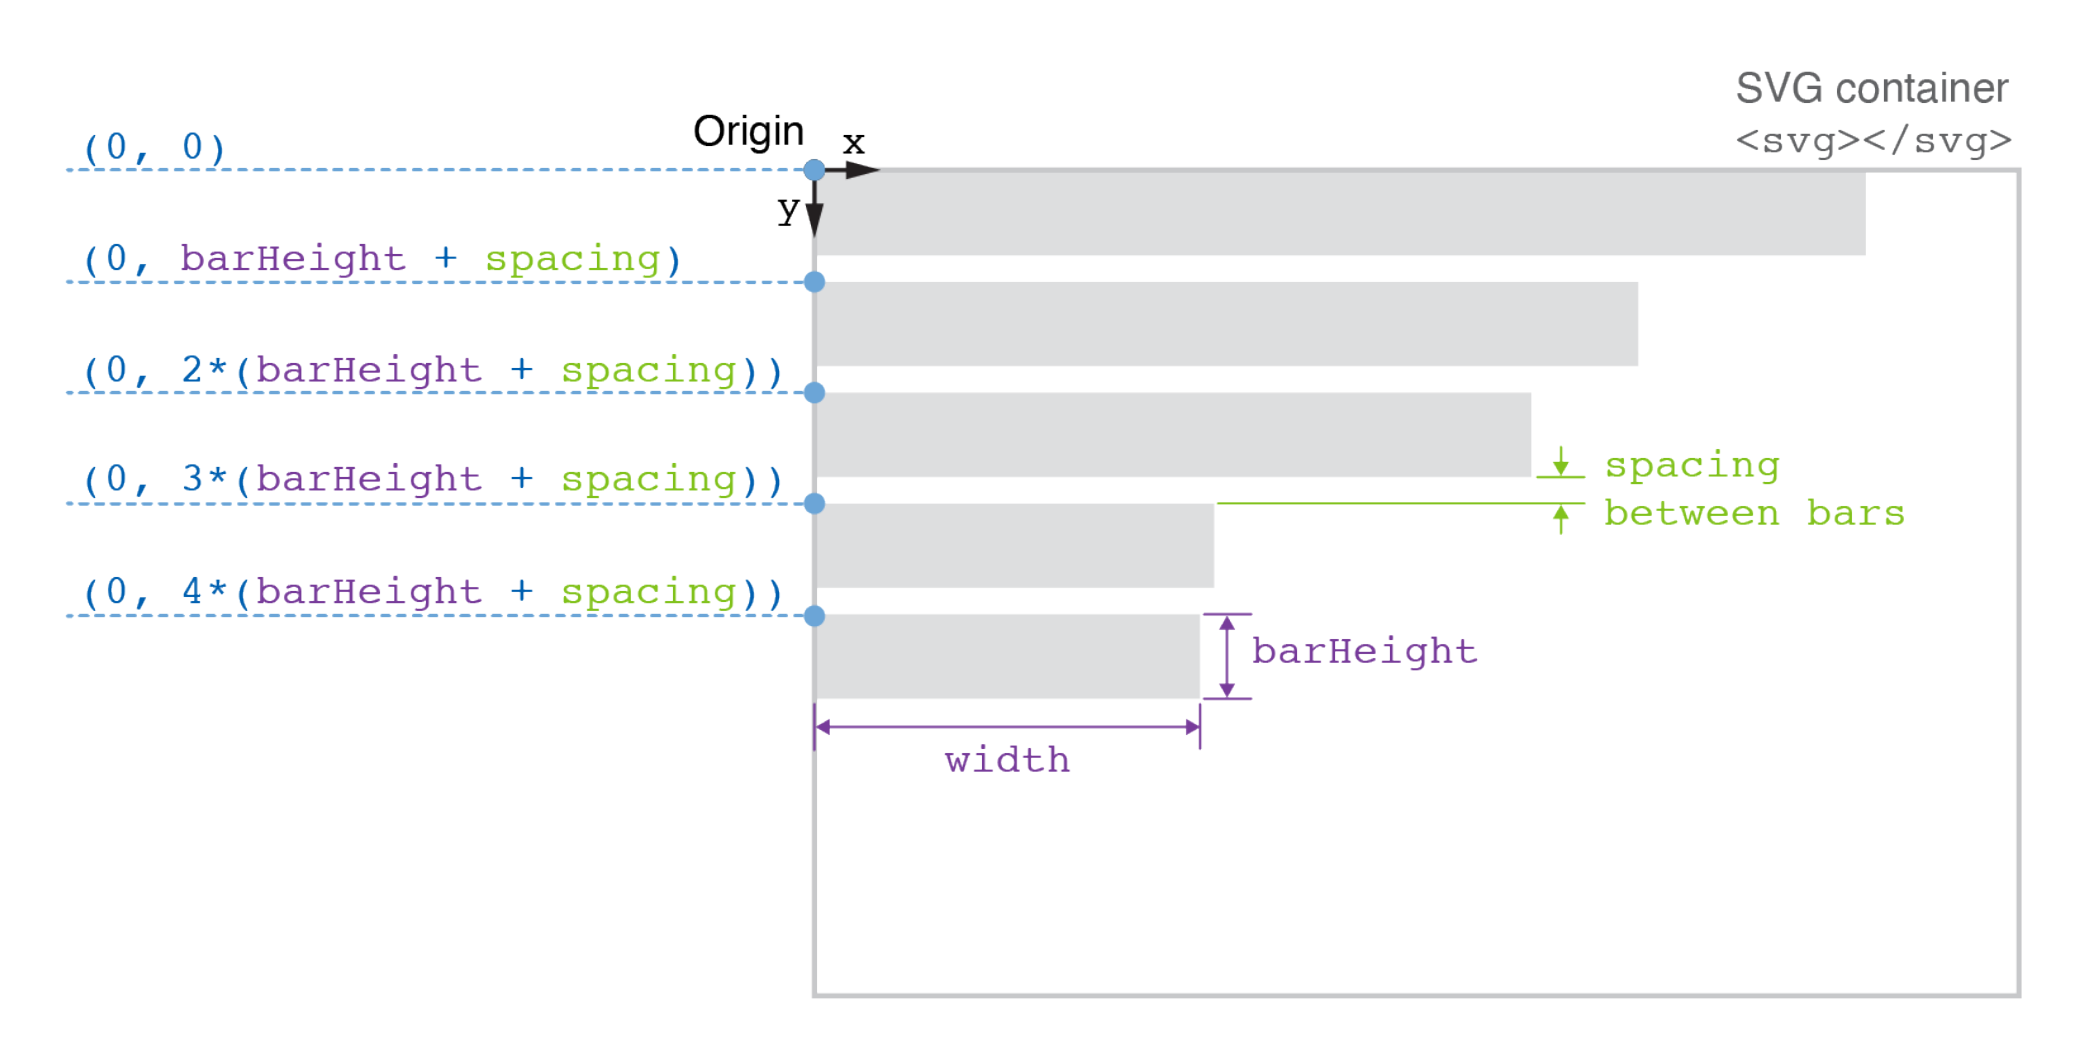 SVG container
<svg></svg>
Origin
x
(0, 0)
y
(0, barHeight + spacing)
(0, 2*(barHeight + spacing))
(0, 3*(barHeight + spacing))
spacing
between bars
(0, 4*(barHeight + spacing))
barHeight
width